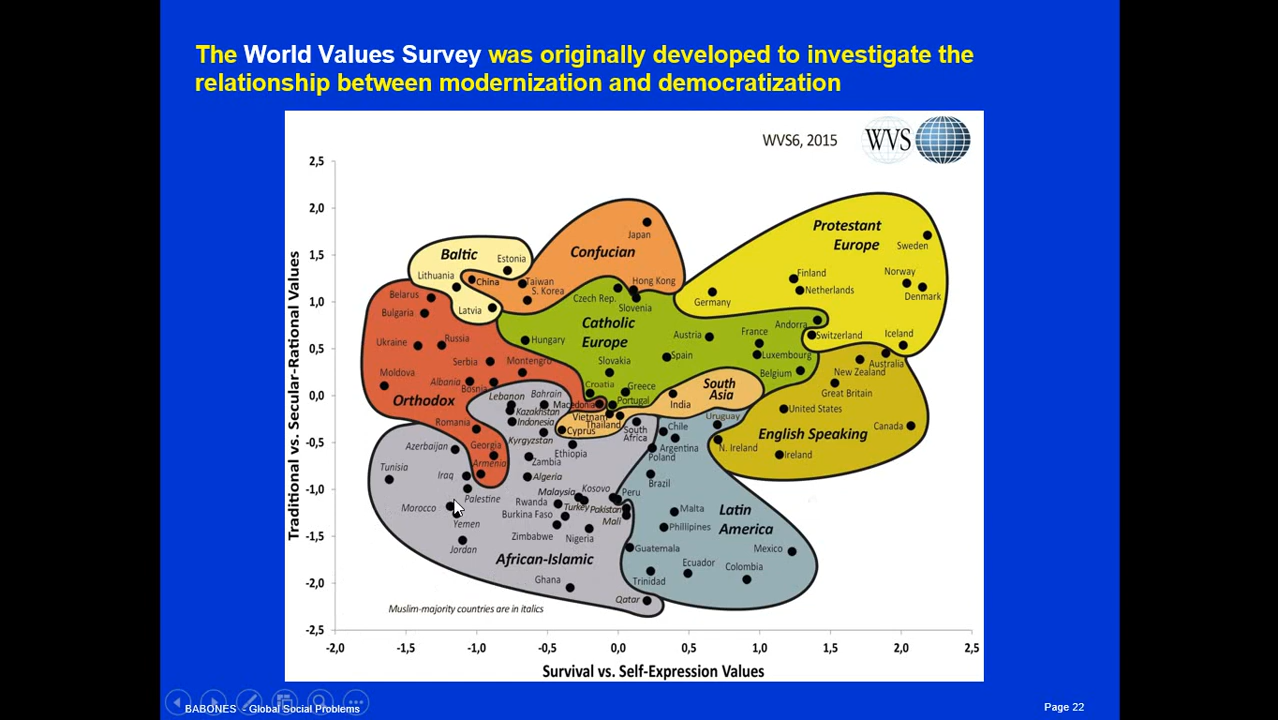 The World Values Survey was originally developed to investigate the
relationship between modernization and democratization
WVS6, 2015
WVS
Traditional vs. Secular-Rational Values
2,5
2,0
1,5
1,0
0,5
0,0
-0,5
-1,0
-1,5
-2,0
-2,5
Baltic
Estonia
Lithuania
Latvia
Confucian
Japan
China
Taiwan
S. Korea
Hong Kong
Protestant
Europe
Sweden
Finland
Norway
Netherlands
Denmark
Germany
Switzerland
Iceland
Catholic
Europe
Czech Rep.
Slovenia
Andorra
Hungary
Austria
France
Spain
Luxembourg
Slovakia
Belgium
Croatia
Greece
Portugal
Orthodox
Belarus
Bulgaria
Ukraine
Russia
Serbia
Montengro
Moldova
Albania
Bosnia
Macedonia
Romania
Georgia
Armenia
South
Asia
India
Vietnam
Thailand
Cyprus
English Speaking
Australia
New Zealand
Great Britain
United States
Canada
N. Ireland
Ireland
African-Islamic
Lebanon
Bahrain
Kazakhstan
Indonesia
Kyrgyzstan
South
Africa
Azerbaijan
Ethiopia
Zambia
Tunisia
Iraq
Algeria
Palestine
Morocco
Yemen
Jordan
Malaysia
Kosovo
Rwanda
Turkey
Pakistan
Burkina Faso
Mali
Zimbabwe
Nigeria
Ghana
Qatar
Latin
America
Uruguay
Chile
Argentina
Poland
Brazil
Peru
Malta
Phillipines
Guatemala
Mexico
Ecuador
Trinidad
Colombia
Muslim-majority countries are in italics
-2,0 -1,5 -1,0 -0,5 0,0 0,5 1,0 1,5 2,0 2,5
Survival vs. Self-Expression Values
BABONES - Global Social Problems
Page 22